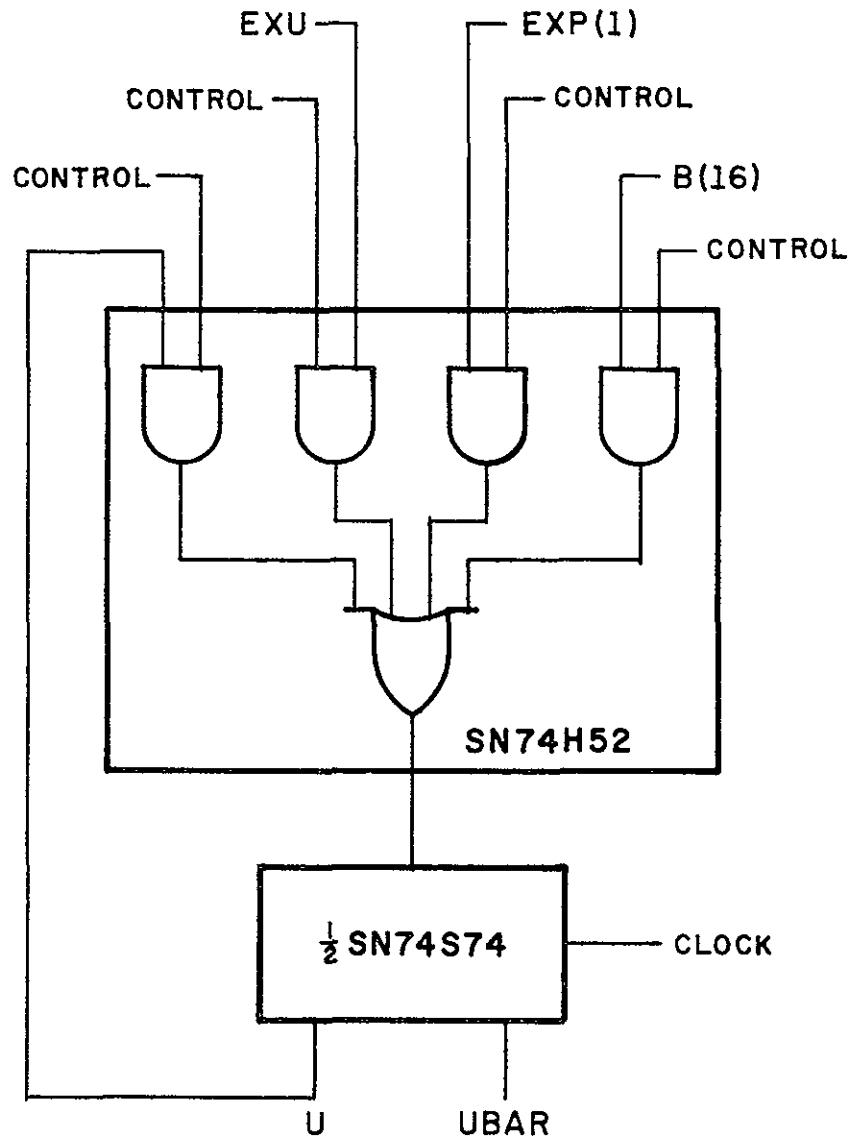 EXU
EXP(1)
CONTROL
CONTROL
CONTROL
B(16)
CONTROL
SN74H52
½ SN74S74
CLOCK
U
UBAR